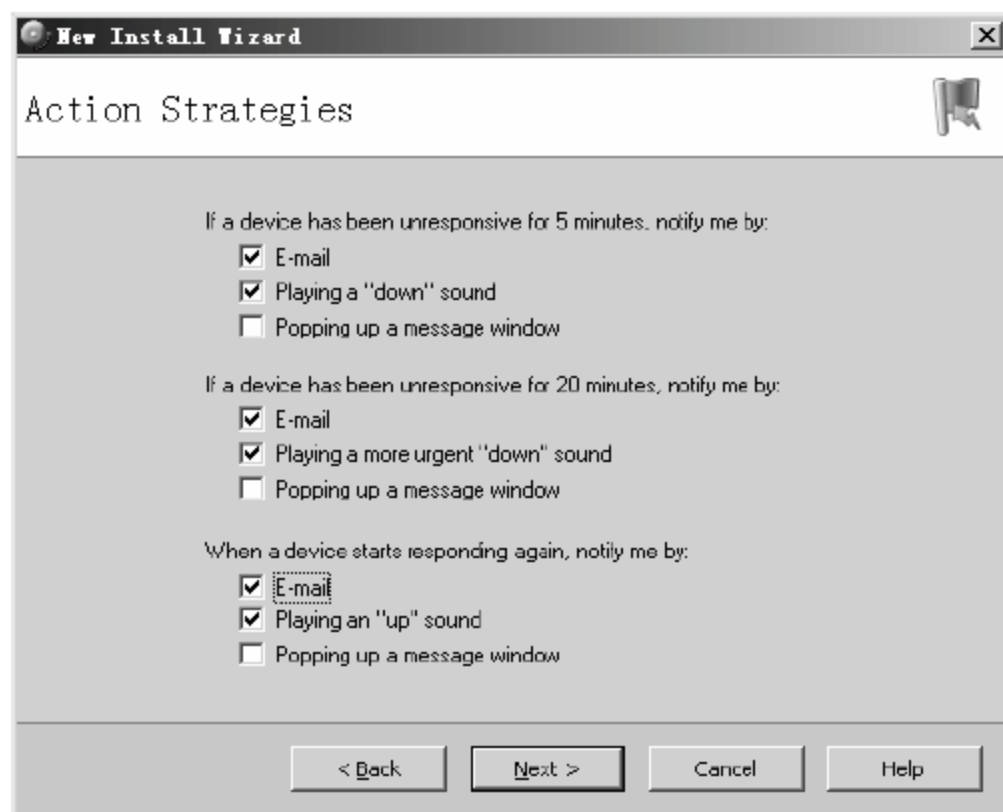 New Install Wizard
Action Strategies
If a device has been unresponsive for 5 minutes, notify me by:
E-mail
Playing a "down" sound
Popping up a message window
If a device has been unresponsive for 20 minutes, notify me by:
E-mail
Playing a more urgent "down" sound
Popping up a message window
When a device starts responding again, notify me by:
E-mail
Playing an "up" sound
Popping up a message window
< Back Next > Cancel Help